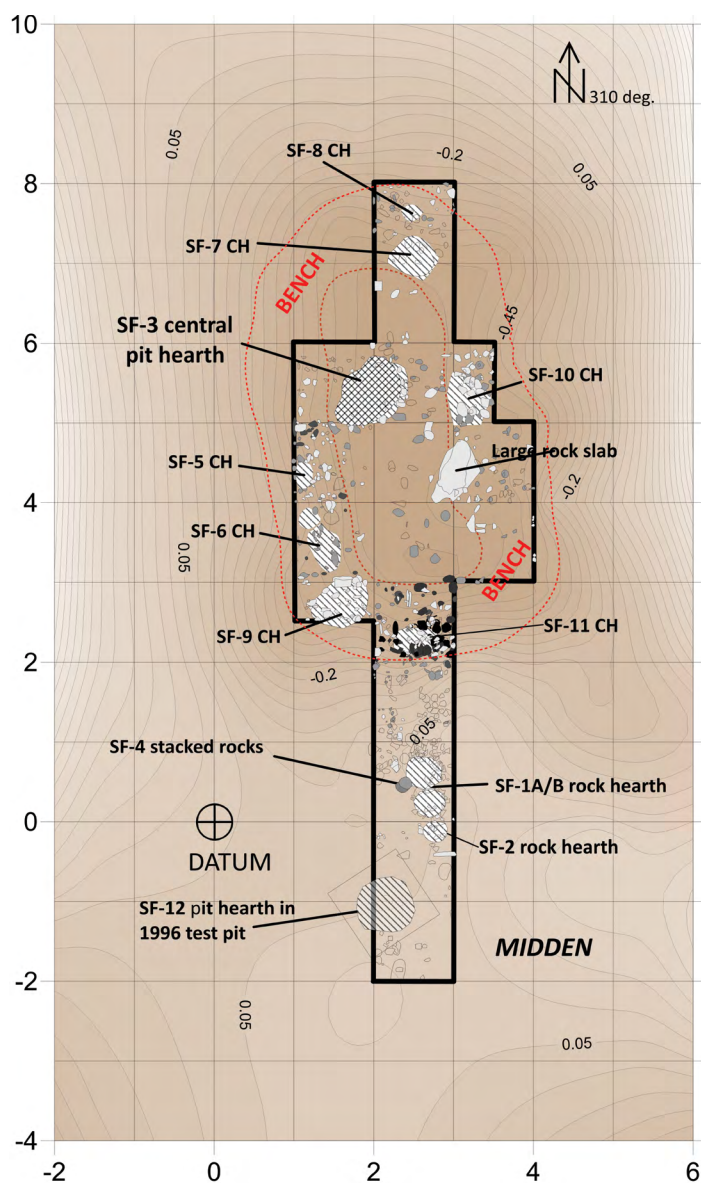 10
N
310 deg.
0.05
SF-8 CH
-0.2
0.05
8
SF-7 CH
BENCH
SF-3 central
pit hearth
-0.45
6
SF-10 CH
Large rock slab
SF-5 CH
-0.2
4
SF-6 CH
0.05
BENCH
SF-9 CH
SF-11 CH
2
-0.2
0.05
SF-4 stacked rocks
SF-1A/B rock hearth
0
DATUM
SF-2 rock hearth
SF-12 pit hearth in
1996 test pit
MIDDEN
-2
0.05
0.05
-4
-2
0
2
4
6